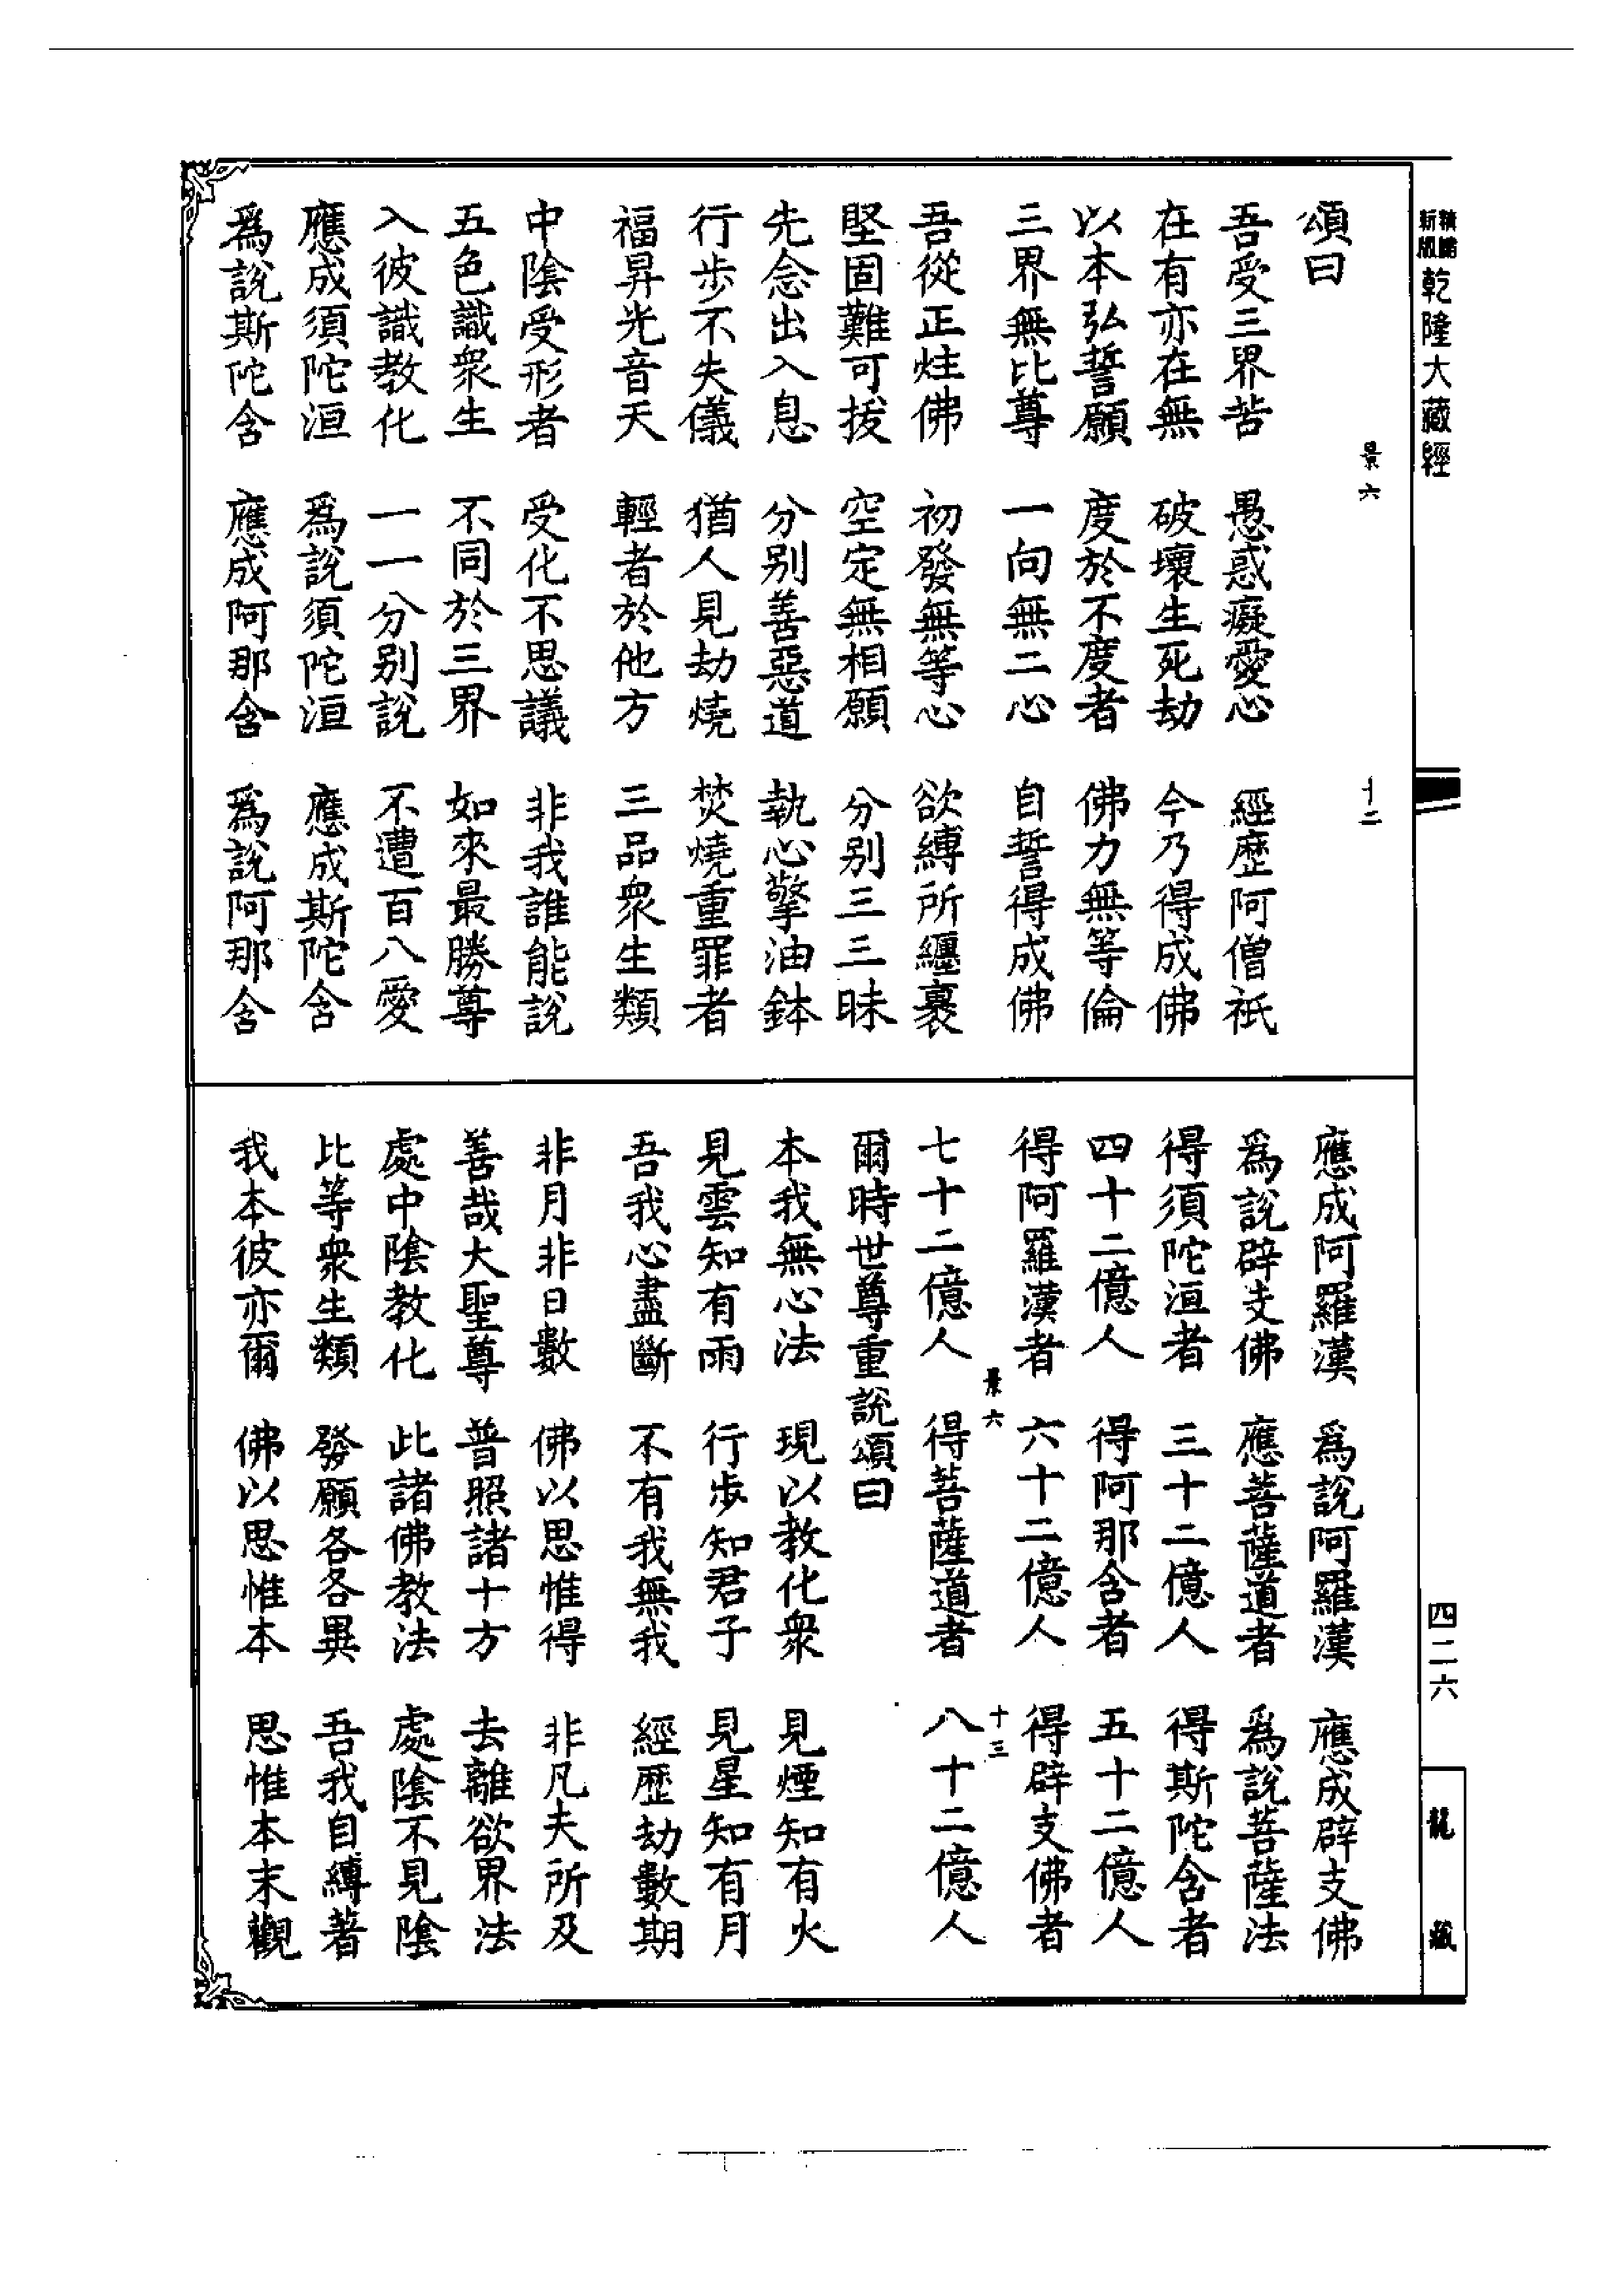 精縮新版
乾隆大藏經
景六
十二
頌曰
吾受三界苦 愚惑癡愛心 經歷阿僧祇
在有亦在無 破壞生死劫 今乃得成佛
以本弘誓願 度於不度者 佛力無等倫
三界無比尊 一向無二心 自誓得成佛
吾從正炷佛 初發無等心 欲縛所纏裹
堅固難可拔 空定無相願 分别三三昧
先念出入息 分别善惡道 執心擎油鉢
行步不失儀 猶人見劫燒 焚燒重罪者
福昇光音天 輕者於他方 三品衆生類
中陰受形者 受化不思議 非我誰能說
五色識衆生 不同於三界 如來最勝尊
入彼識教化 一一分别說 不遭百八愛
應成須陀洹 爲說須陀洹 應成斯陀含
爲說斯陀含 應成阿那含 爲說阿那含
應成阿羅漢 爲說阿羅漢 應成辟支佛
爲說辟支佛 應菩薩道者 爲說菩薩法
得須陀洹者 三十二億人 得斯陀含者
四十二億人 得阿那含者 五十二億人
得阿羅漢者 六十二億人 得辟支佛者
景六
十三
七十二億人 得菩薩道者 八十二億人
爾時世尊重說頌曰
本我無心法 現以教化衆 見煙知有火
見雲知有雨 行步知君子 見星知有月
吾我心盡斷 不有我無我 經歷劫數期
非月非日數 佛以思惟得 非凡夫所及
善哉大聖尊 普照諸十方 去離欲界法
處中陰教化 此諸佛教法 處陰不見陰
比等衆生類 發願各各異 吾我自縛著
我本彼亦爾 佛以思惟本 思惟本末觀
四二六
龍藏